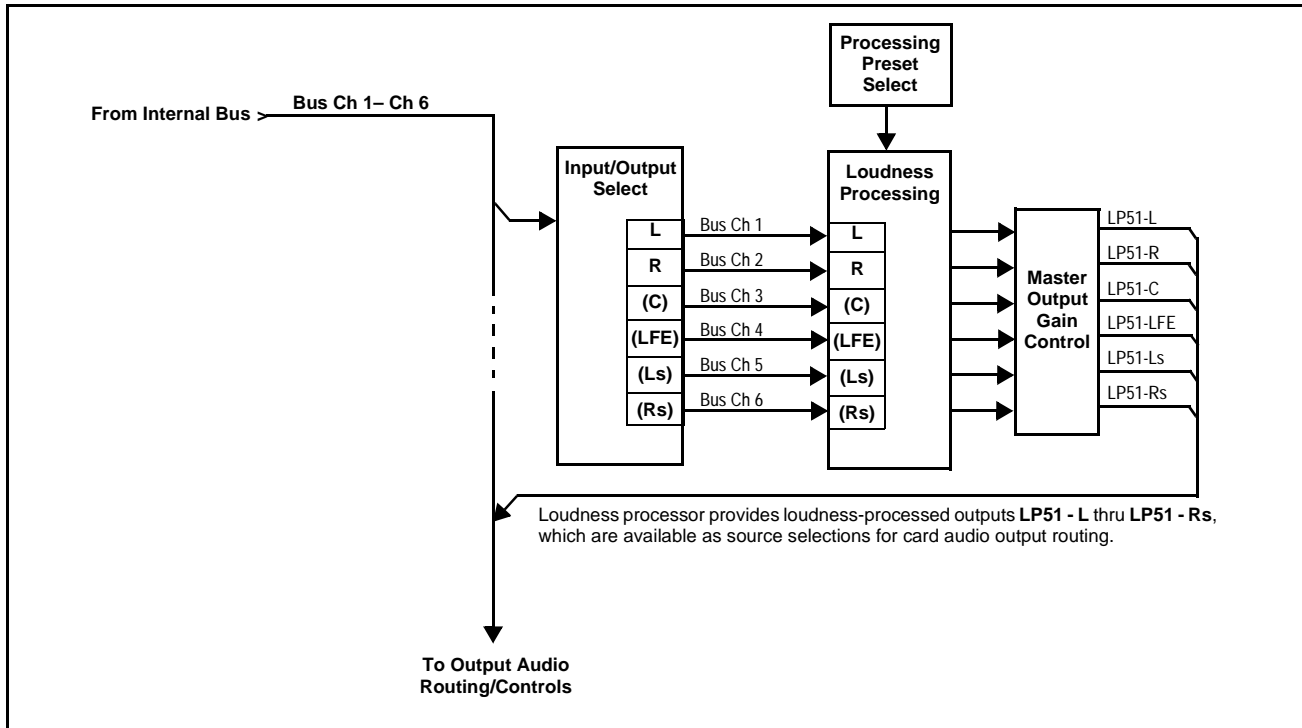 Processing
Preset
Select
From Internal Bus >
Bus Ch 1– Ch 6
Input/Output
Select
Loudness
Processing
L
R
(C)
(LFE)
(Ls)
(Rs)
Bus Ch 1
Bus Ch 2
Bus Ch 3
Bus Ch 4
Bus Ch 5
Bus Ch 6
L
R
(C)
(LFE)
(Ls)
(Rs)
Master
Output
Gain
Control
LP51-L
LP51-R
LP51-C
LP51-LFE
LP51-Ls
LP51-Rs
Loudness processor provides loudness-processed outputs LP51 - L thru LP51 - Rs,
which are available as source selections for card audio output routing.
To Output Audio
Routing/Controls